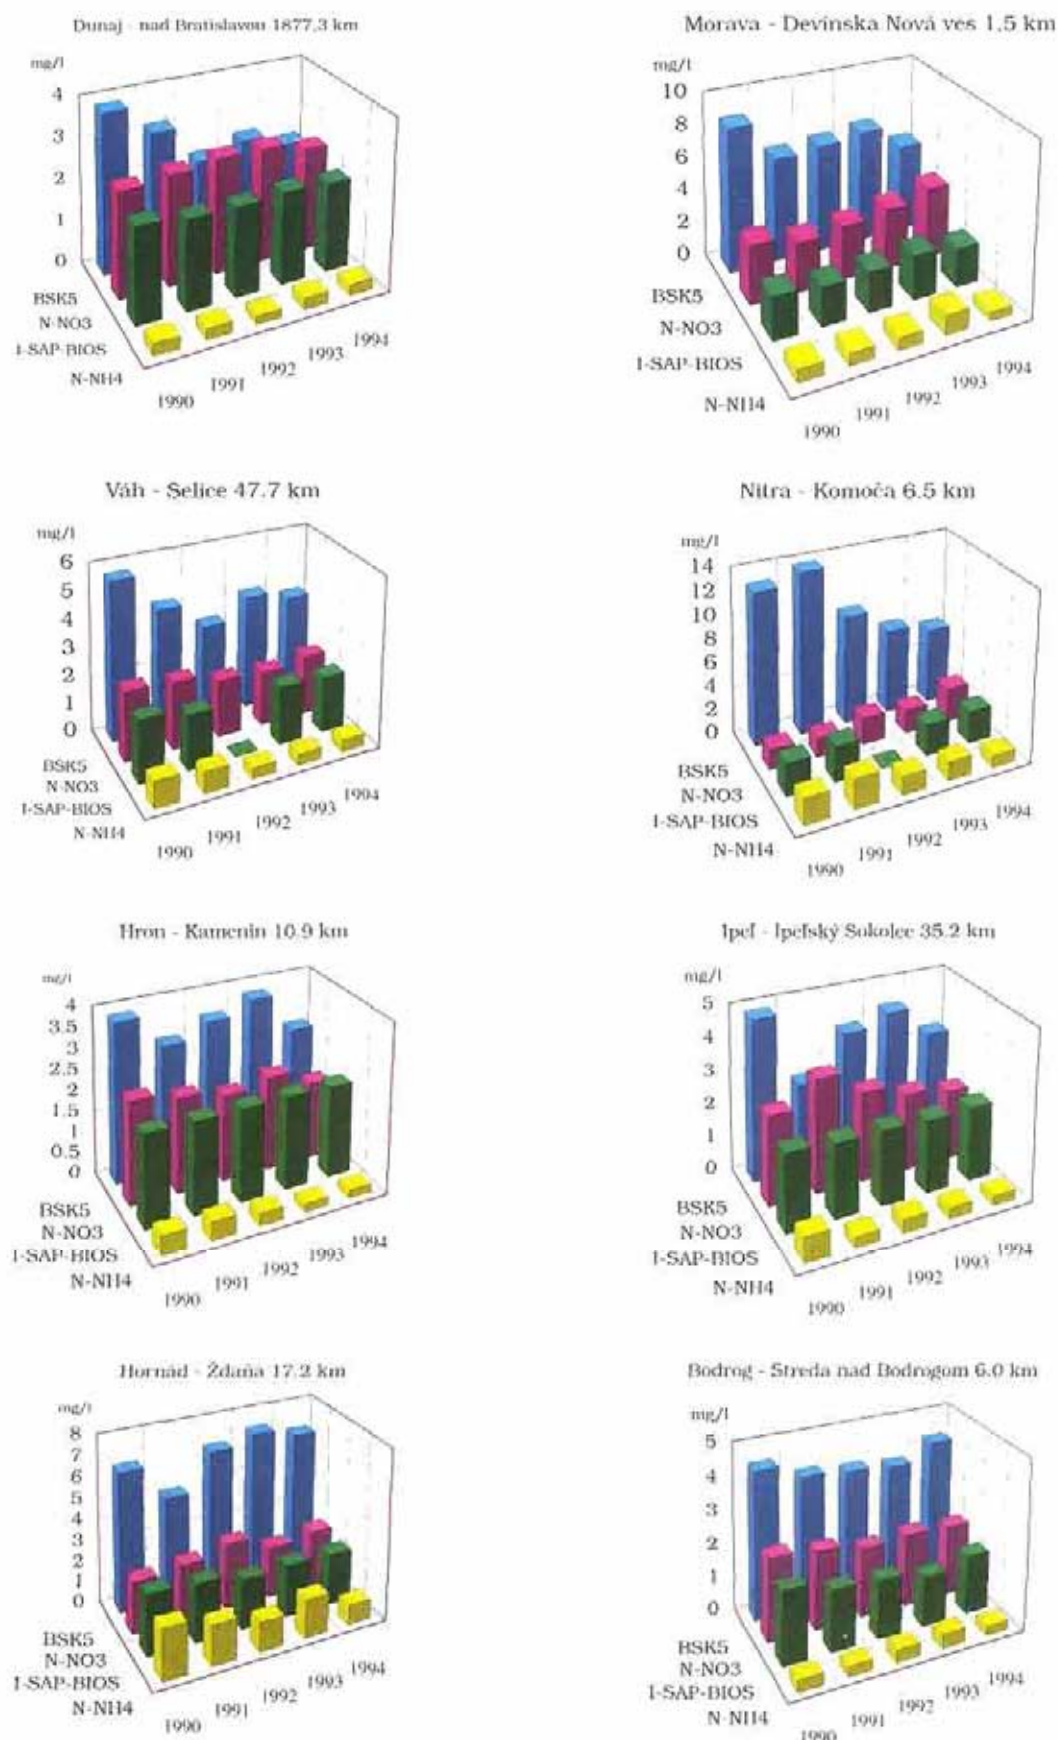 Dunaj - nad Bratislavou 1877.3 km
mg/l
4
3
2
1
0
BSK5
N-NO3
I-SAP-BIOS
N-NH4
1990
1991
1992
1993
1994
Morava - Devínska Nová ves 1.5 km
mg/l
10
8
6
4
2
0
BSK5
N-NO3
I-SAP-BIOS
N-NH4
1990
1991
1992
1993
1994
Váh - Selice 47.7 km
mg/l
6
5
4
3
2
1
0
BSK5
N-NO3
I-SAP-BIOS
N-NH4
1990
1991
1992
1993
1994
Nitra - Komoča 6.5 km
mg/l
14
12
10
8
6
4
2
0
BSK5
N-NO3
I-SAP-BIOS
N-NH4
1990
1991
1992
1993
1994
Hron - Kamenín 10.9 km
mg/l
4
3.5
3
2.5
2
1.5
1
0.5
0
BSK5
N-NO3
I-SAP-BIOS
N-NH4
1990
1991
1992
1993
1994
Ipeľ - Ipeľský Sokolec 35.2 km
mg/l
5
4
3
2
1
0
BSK5
N-NO3
I-SAP-BIOS
N-NH4
1990
1991
1992
1993
1994
Hornád - Ždaňa 17.2 km
mg/l
8
7
6
5
4
3
2
1
0
BSK5
N-NO3
I-SAP-BIOS
N-NH4
1990
1991
1992
1993
1994
Bodrog - Streda nad Bodrogom 6.0 km
mg/l
5
4
3
2
1
0
BSK5
N-NO3
I-SAP-BIOS
N-NH4
1990
1991
1992
1993
1994